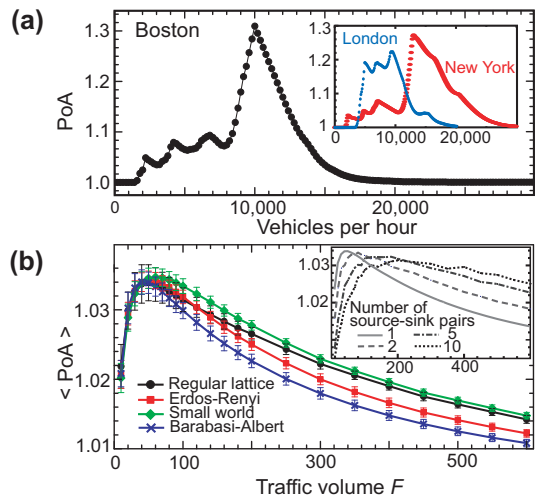 (a)
Boston
PoA
1.3
1.2
1.1
1.0
0
10,000
20,000
Vehicles per hour
London
New York
1.3
1.2
1.1
1
10,000
20,000
(b)
< PoA >
1.03
1.02
1.01
0
100
200
300
400
500
Traffic volume F
Regular lattice
Erdos-Renyi
Small world
Barabasi-Albert
1.03
1.02
200
400
Number of
source-sink pairs
1
5
2
10